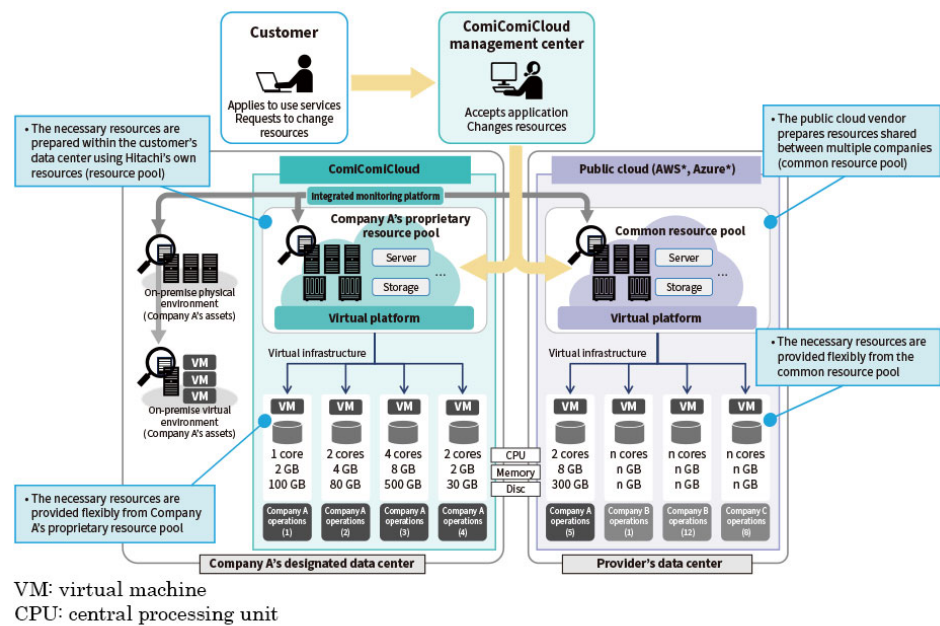 Customer
Applies to use services
Requests to change
resources
ComiComiCloud
management center
Accepts application
Changes resources
• The necessary resources are
prepared within the customer's
data center using Hitachi's own
resources (resource pool)
• The public cloud vendor
prepares resources shared
between multiple companies
(common resource pool)
ComiComiCloud
Integrated monitoring platform
Company A's proprietary
resource pool
Server
Storage
...
Virtual platform
Virtual infrastructure
On-premise physical
environment
(Company A's assets)
VM
VM
VM
On-premise virtual
environment
(Company A's assets)
VM
1 core
2 GB
100 GB
Company A
operations
(1)
VM
2 cores
4 GB
80 GB
Company A
operations
(2)
VM
4 cores
8 GB
500 GB
Company A
operations
(3)
VM
2 cores
2 GB
30 GB
Company A
operations
(4)
CPU
Memory
Disc
• The necessary resources are
provided flexibly from Company
A's proprietary resource pool
Company A's designated data center
Public cloud (AWS*, Azure*)
Common resource pool
Server
Storage
...
Virtual platform
Virtual infrastructure
• The necessary resources are
provided flexibly from the
common resource pool
VM
2 cores
8 GB
300 GB
Company A
operations
(5)
VM
n cores
n GB
n GB
Company B
operations
(1)
VM
n cores
n GB
n GB
Company B
operations
(12)
VM
n cores
n GB
n GB
Company C
operations
(6)
Provider's data center
VM: virtual machine
CPU: central processing unit